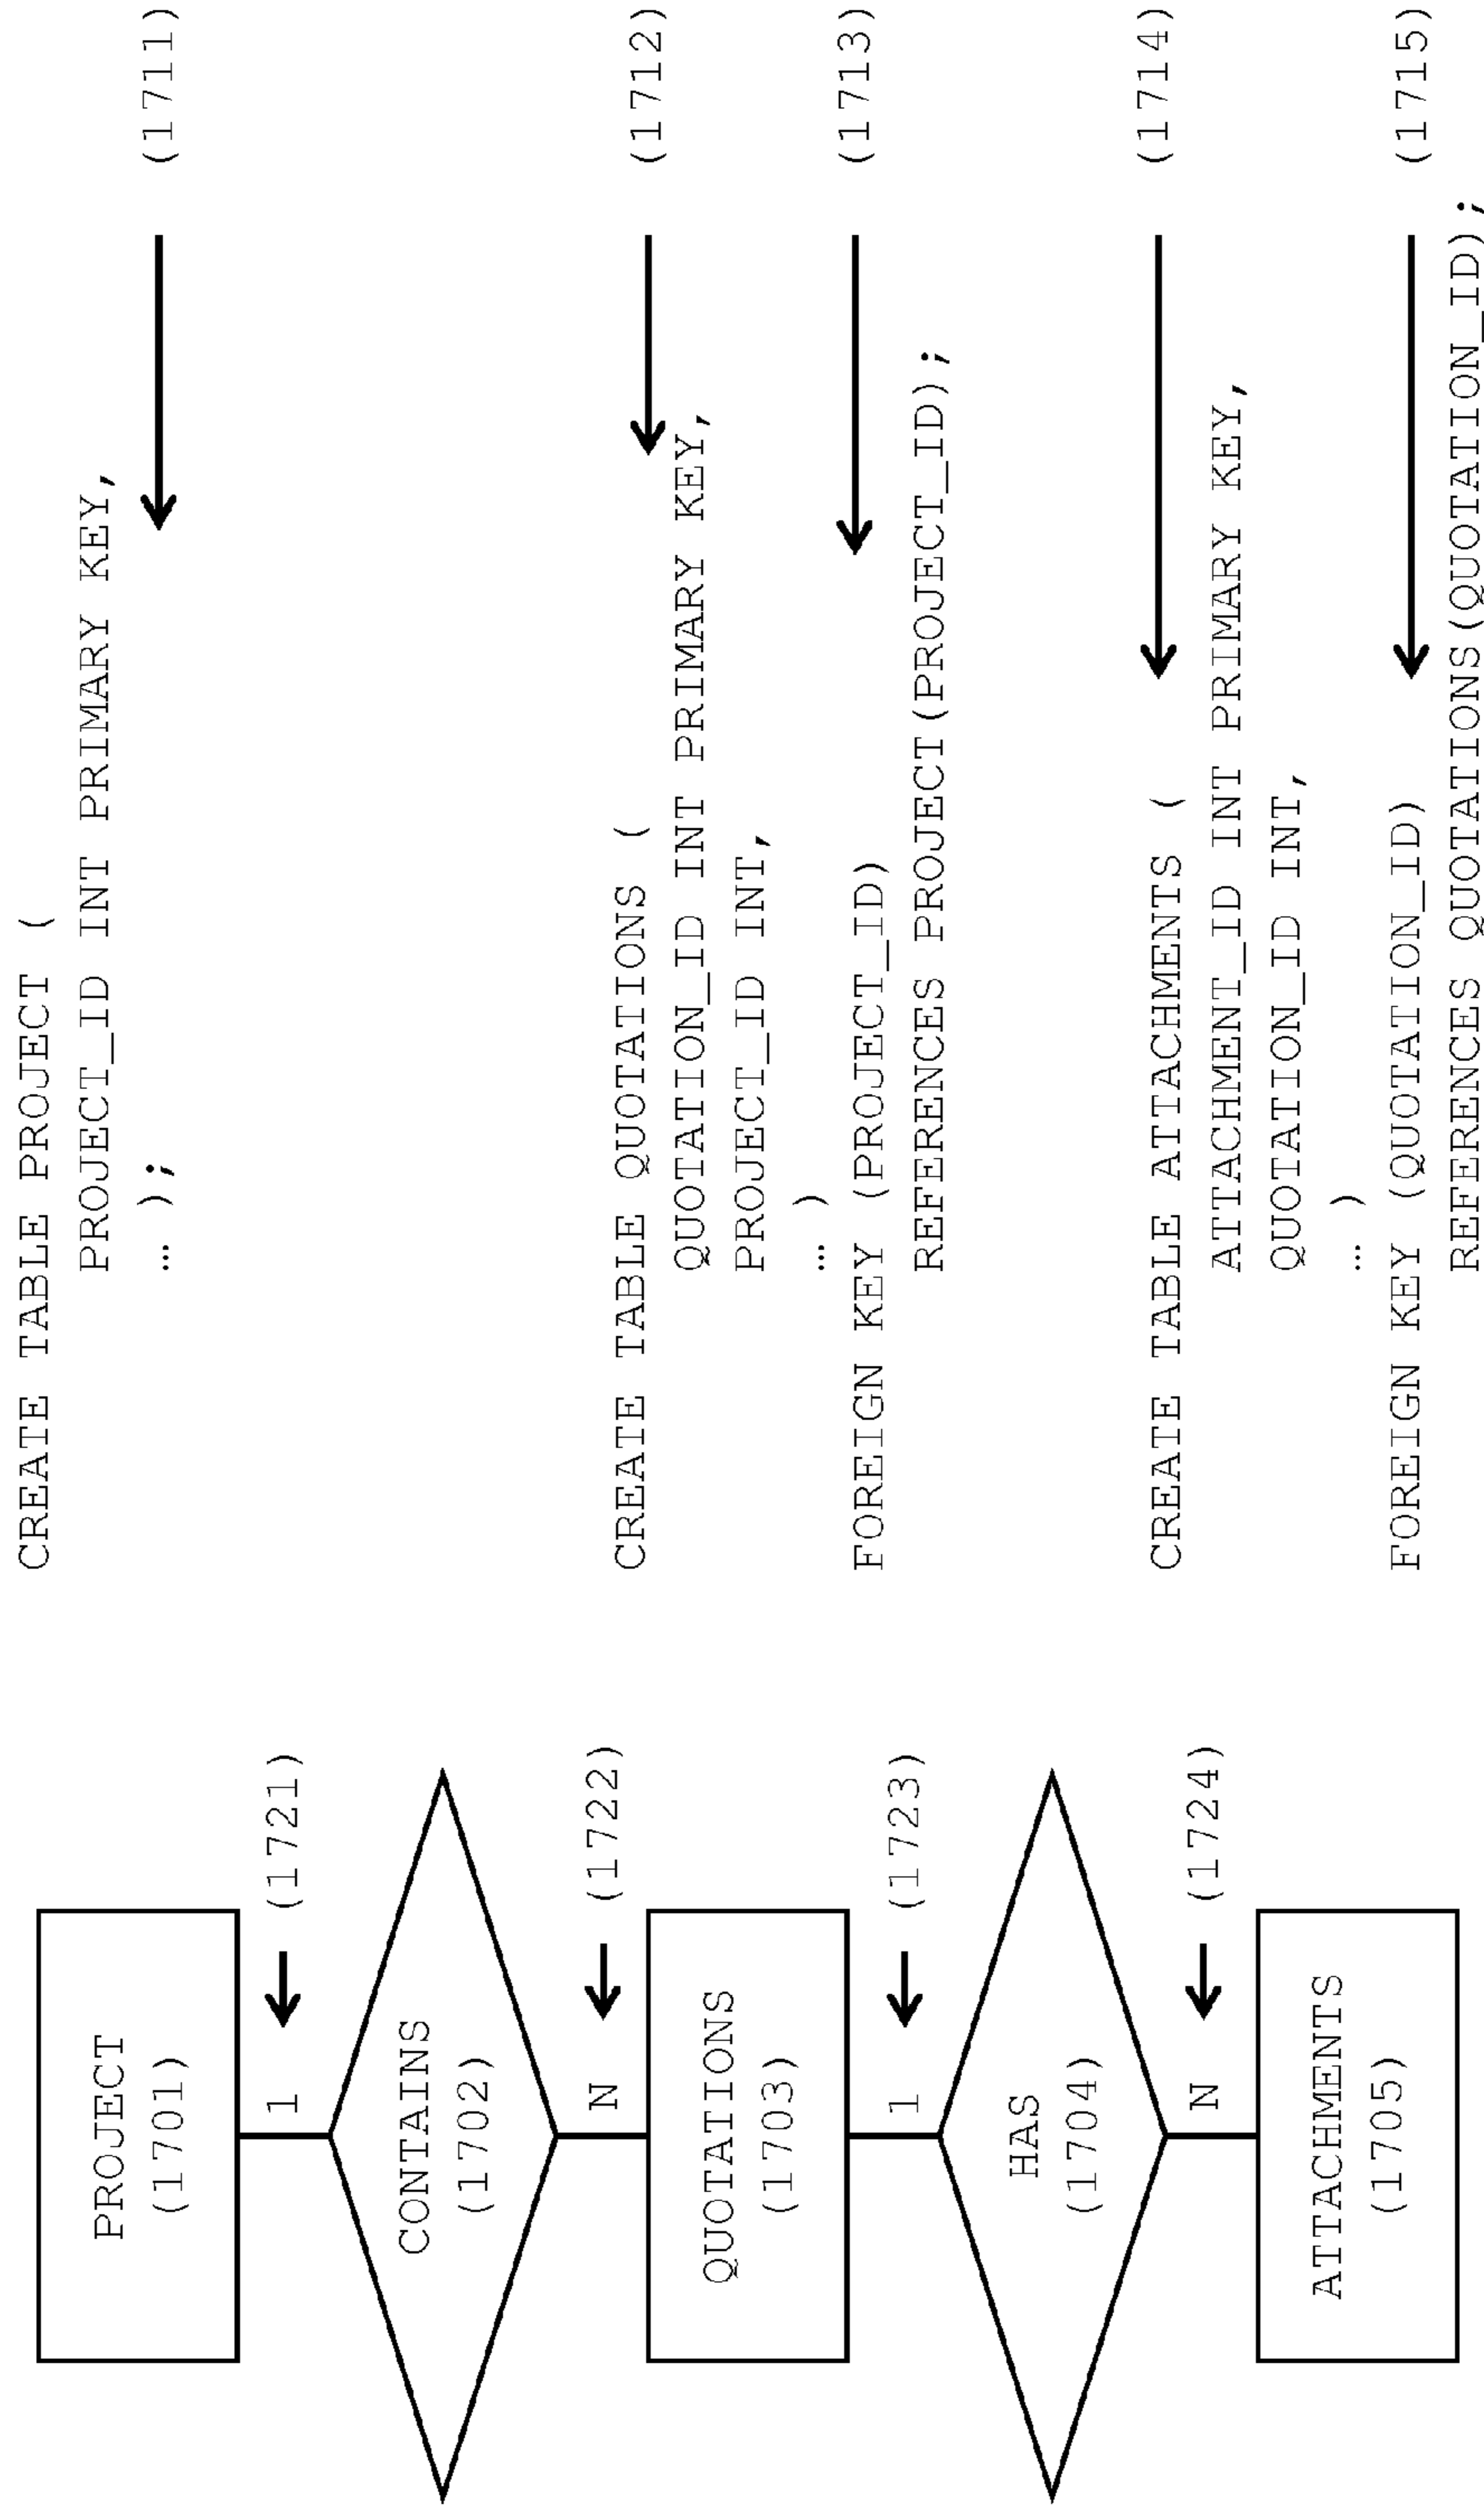 PROJECT
(1701)
1
(1721)
CONTAINS
(1702)
N
(1722)
QUOTATIONS
(1703)
1
(1723)
HAS
(1704)
N
(1724)
ATTACHMENTS
(1705)
CREATE TABLE PROJECT (
PROJECT_ID INT PRIMARY KEY,
… );
(1711)
CREATE TABLE QUOTATIONS (
(1712)
QUOTATION_ID INT PRIMARY KEY,
PROJECT_ID INT,
… )
FOREIGN KEY (PROJECT_ID)
(1713)
REFERENCES PROJECT(PROJECT_ID);
CREATE TABLE ATTACHMENTS (
(1714)
ATTACHMENT_ID INT PRIMARY KEY,
QUOTATION_ID INT,
… )
FOREIGN KEY (QUOTATION_ID)
(1715)
REFERENCES QUOTATIONS(QUOTATION_ID);